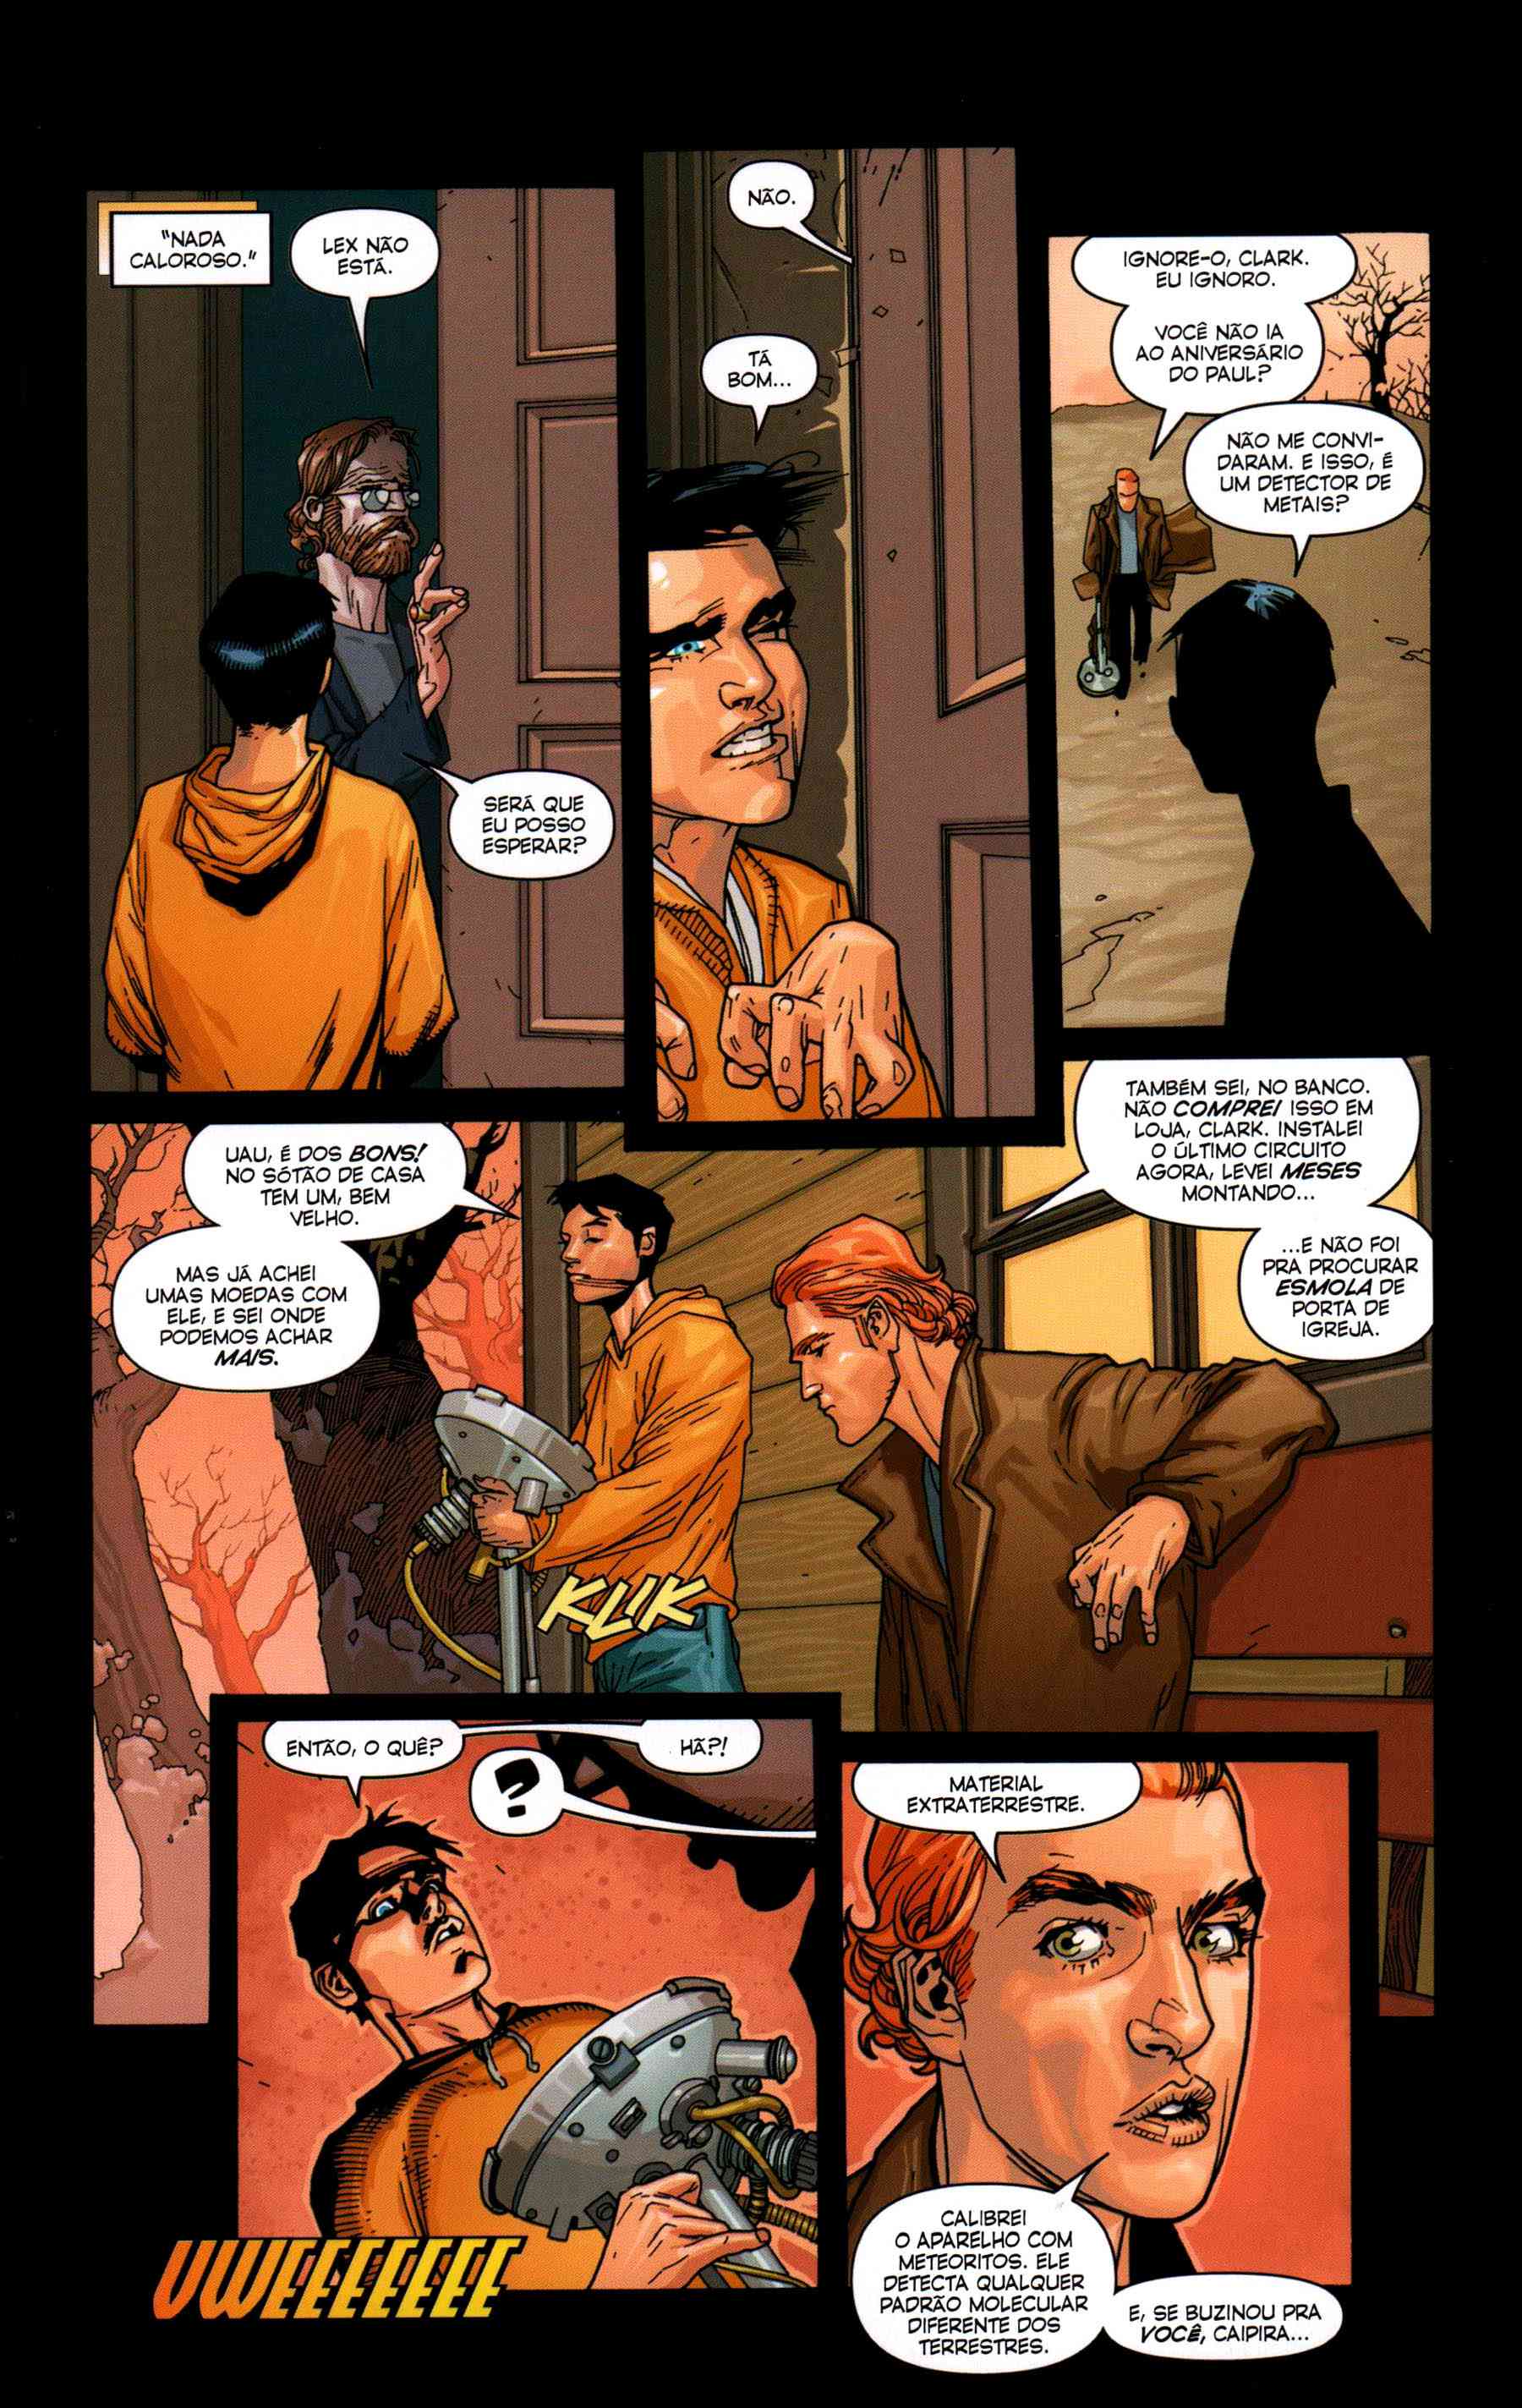 "NADA
CALOROSO."
LEX NÃO
ESTÁ.
SERÁ QUE
EU POSSO
ESPERAR?
NÃO.
TÁ
BOM...
IGNORE-O, CLARK.
EU IGNORO.
VOCÊ NÃO IA
AO ANIVERSÁRIO
DO PAUL?
NÃO ME CONVI-
DARAM. E ISSO, É
UM DETECTOR DE
METAIS?
UAU, É DOS BONS!
NO SÓTÃO DE CASA
TEM UM, BEM
VELHO.
MAS JÁ ACHEI
UMAS MOEDAS COM
ELE, E SEI ONDE
PODEMOS ACHAR
MAIS.
TAMBÉM SEI, NO BANCO.
NÃO COMPREI ISSO EM
LOJA, CLARK. INSTALEI
O ÚLTIMO CIRCUITO
AGORA, LEVEI MESES
MONTANDO...
...E NÃO FOI
PRA PROCURAR
ESMOLA DE
PORTA DE
IGREJA.
KLIK
ENTÃO, O QUÊ?
HÃ?!
?
VWEEEEEEE
MATERIAL
EXTRATERRESTRE.
CALIBREI
O APARELHO COM
METEORITOS. ELE
DETECTA QUALQUER
PADRÃO MOLECULAR
DIFERENTE DOS
TERRESTRES.
E, SE BUZINOU PRA
VOCÊ, CAIPIRA...